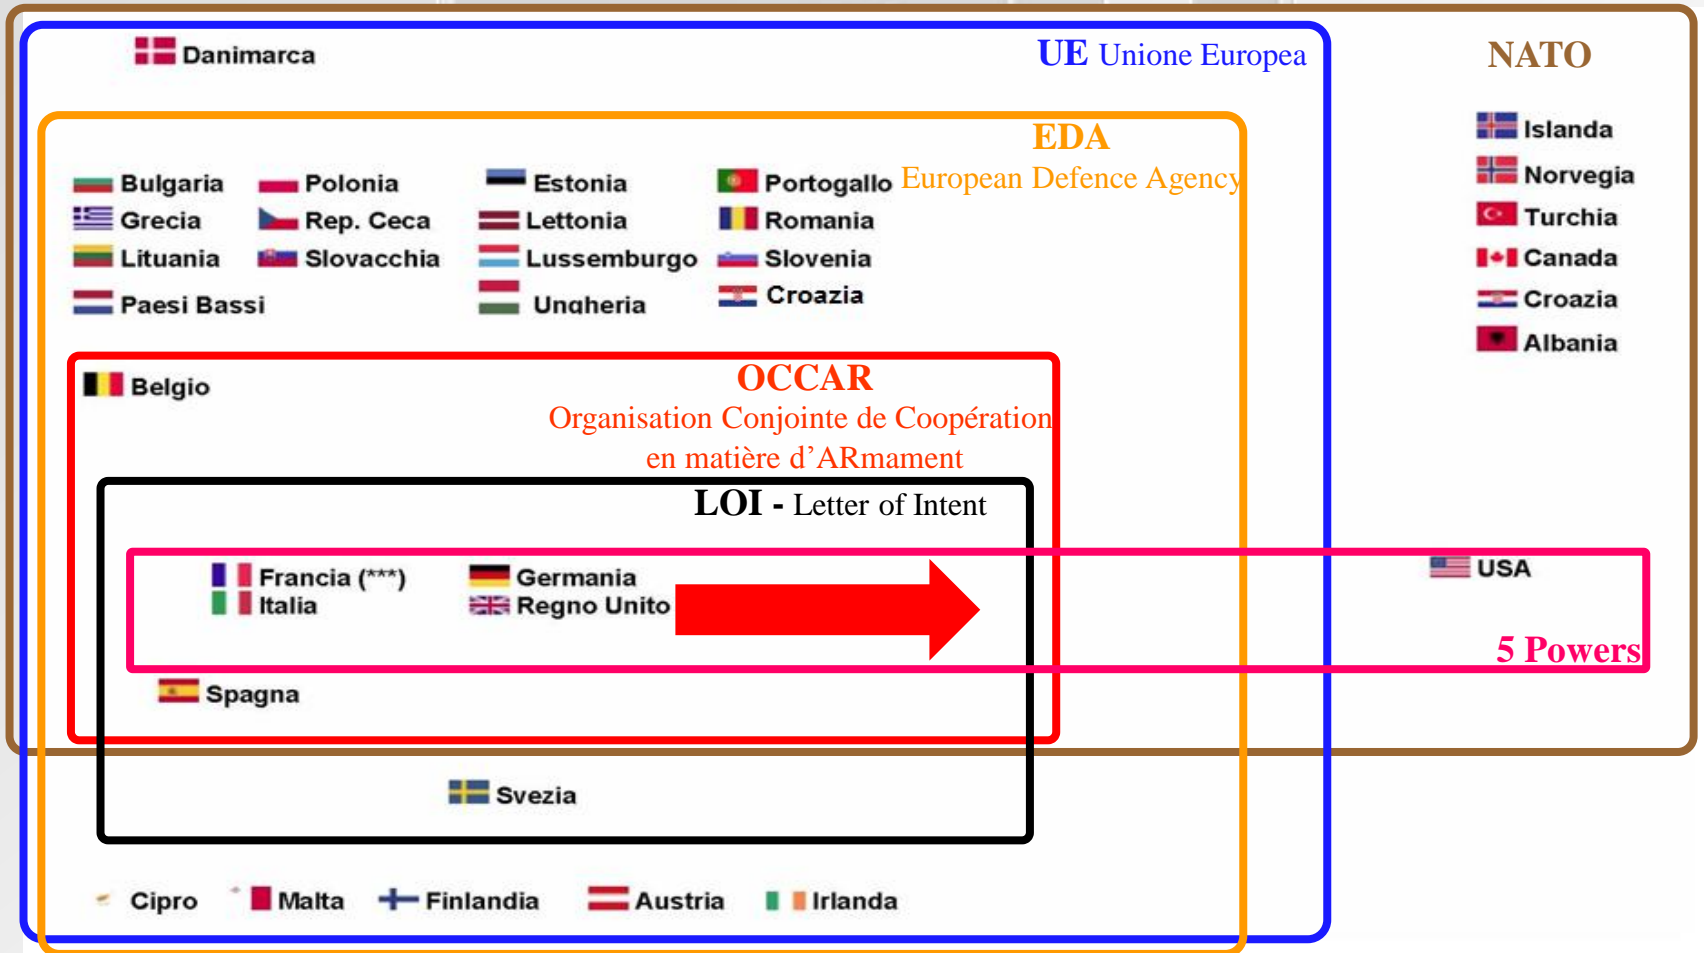 Danimarca
UE Unione Europea
NATO
EDA
European Defence Agency
Bulgaria Polonia Estonia Portogallo
Grecia Rep. Ceca Lettonia Romania
Lituania Slovacchia Lussemburgo Slovenia
Paesi Bassi Ungheria Croazia
Islanda
Norvegia
Turchia
Canada
Croazia
Albania
Belgio
OCCAR
Organisation Conjointe de Coopération
en matière d’ARmament
LOI - Letter of Intent
Francia (***) Germania
Italia Regno Unito
USA
5 Powers
Spagna
Svezia
Cipro Malta Finlandia Austria Irlanda